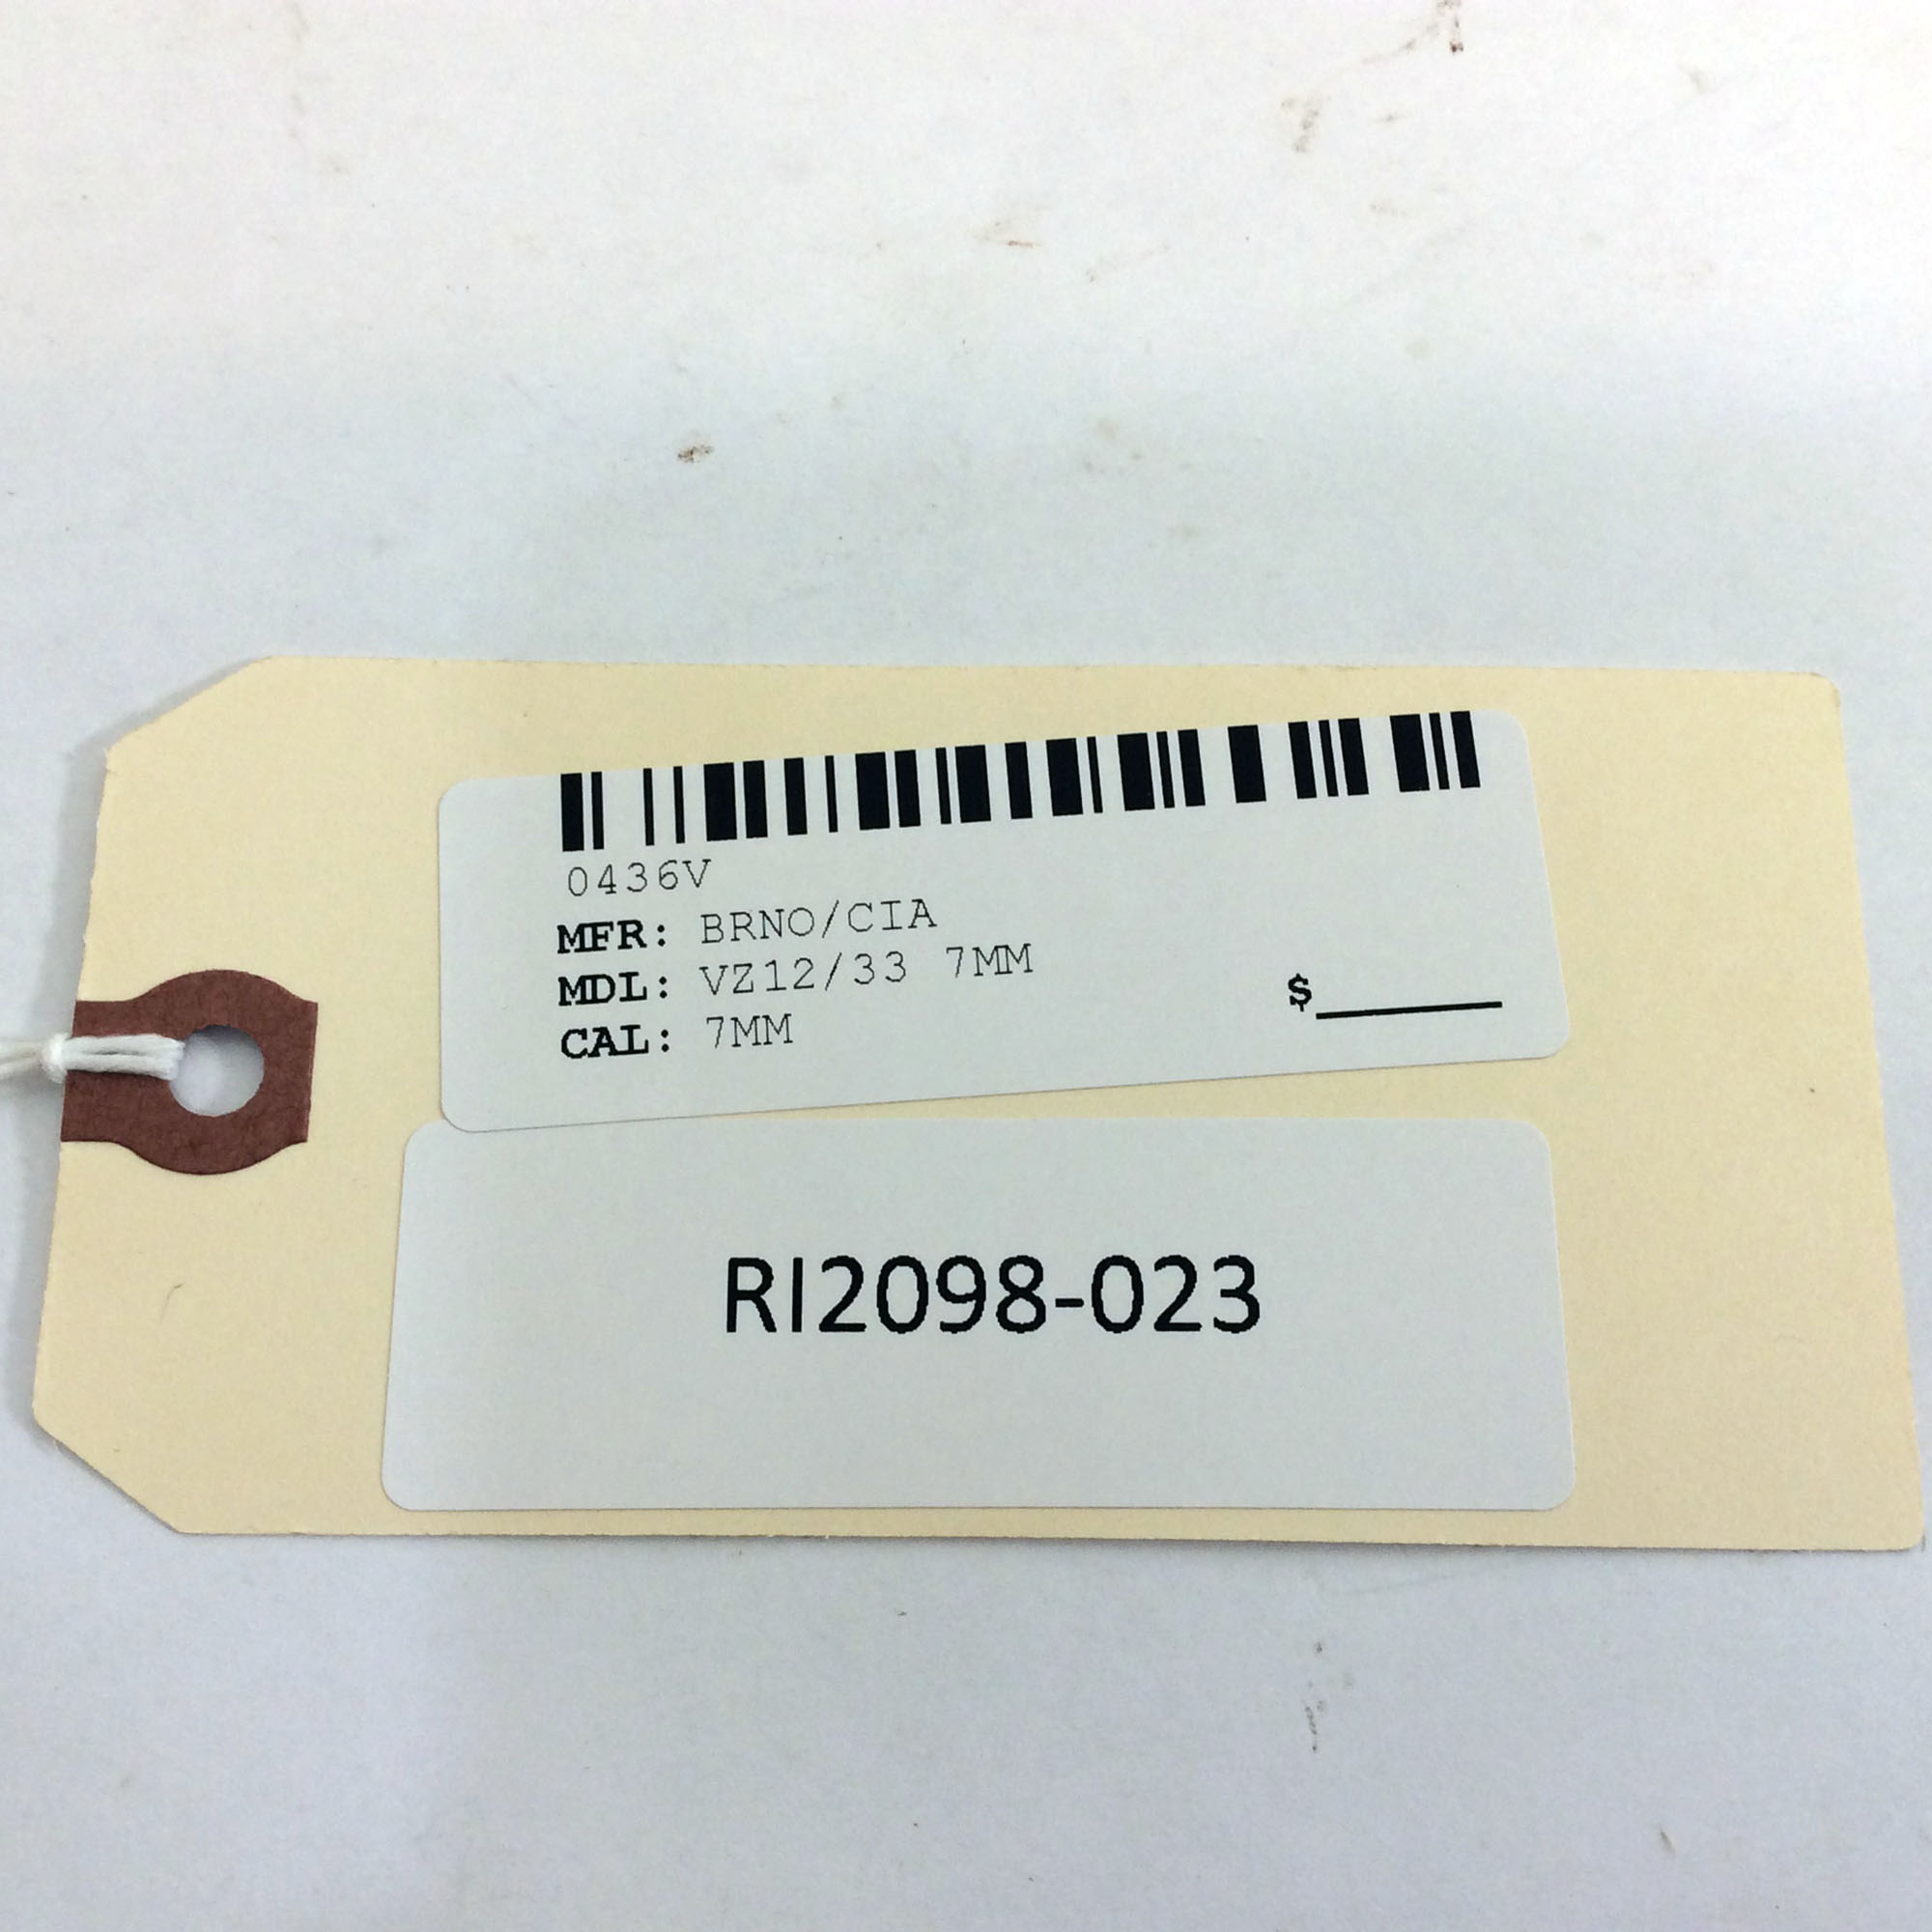 0436V
MFR: BRNO/CIA
MDL: VZ12/33 7MM
CAL: 7MM
$
RI2098-023